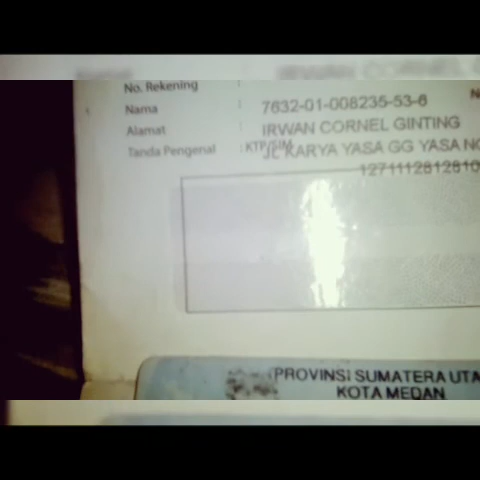 No. Rekening :
Nama : 7632-01-008235-53-6
Alamat : IRWAN CORNEL GINTING
Tanda Pengenal : KTP/SIM JL KARYA YASA GG YASA NO
1271112812810
PROVINSI SUMATERA UTA
KOTA MEDAN